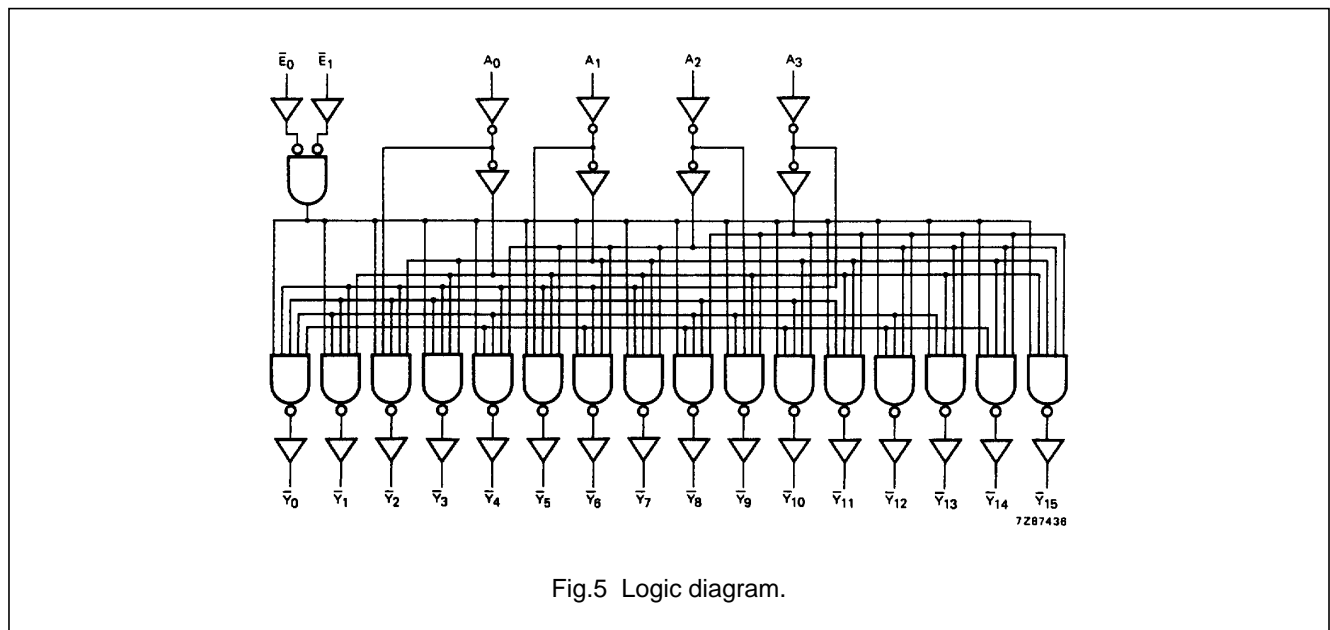 Ē0 Ē1 A0 A1 A2 A3
Ȳ0 Ȳ1 Ȳ2 Ȳ3 Ȳ4 Ȳ5 Ȳ6 Ȳ7 Ȳ8 Ȳ9 Ȳ10 Ȳ11 Ȳ12 Ȳ13 Ȳ14 Ȳ15
7Z87436
Fig.5 Logic diagram.